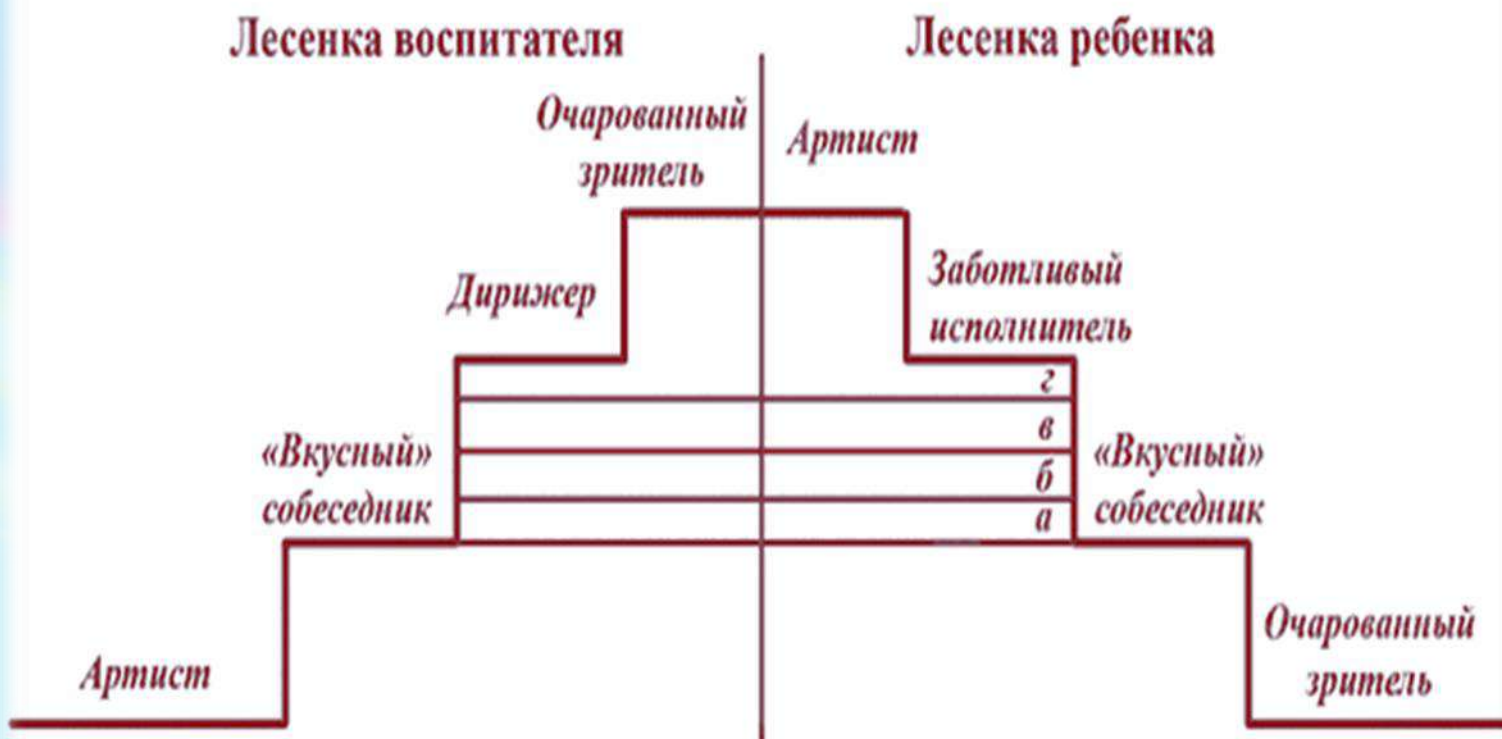 Лесенка воспитателя
Лесенка ребенка
Очарованный
зритель
Артист
Дирижер
Заботливый
исполнитель
г
в
б
а
«Вкусный»
собеседник
«Вкусный»
собеседник
Артист
Очарованный
зритель